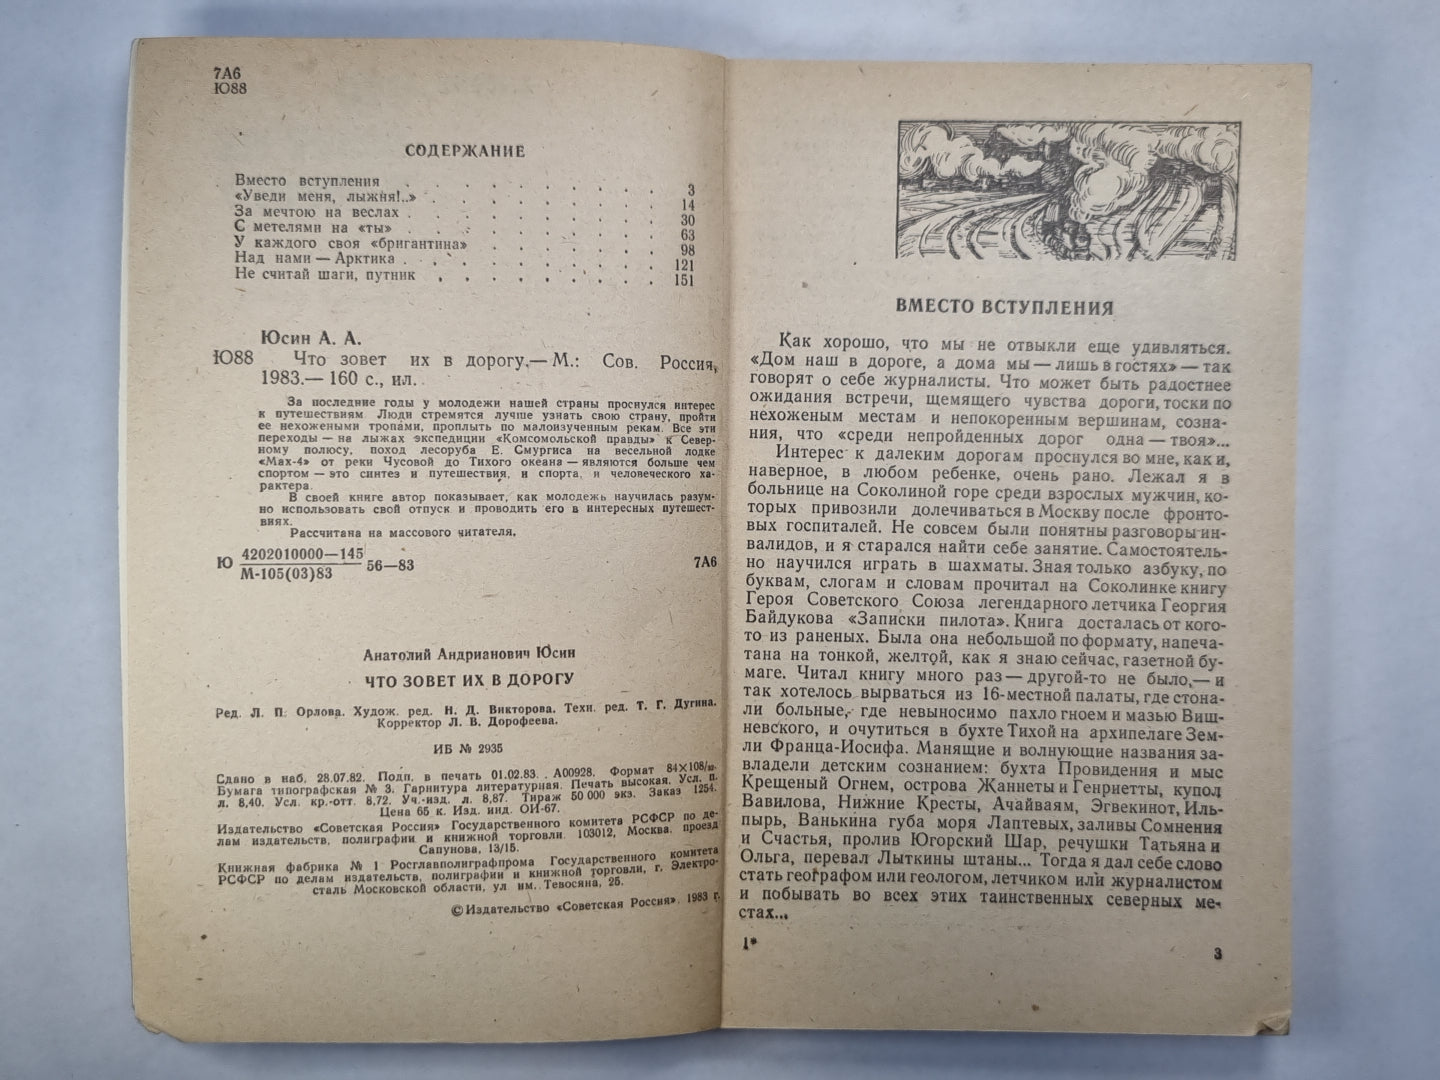 7А6
Ю88
СОДЕРЖАНИЕ
Вместо вступления . . . . . . . . . 3
«Уведи меня, лыжня!..» . . . . . . . . 14
За мечтою на веслах . . . . . . . . . 30
С метелями на «ты» . . . . . . . . . 63
У каждого своя «бригантина» . . . . . . . 98
Над нами — Арктика . . . . . . . . . 121
Не считай шаги, путник . . . . . . . . 151
Юсин А. А.
Ю88 Что зовет их в дорогу.— М.: Сов. Россия,
1983.— 160 с., ил.
За последние годы у молодежи нашей страны проснулся интерес
к путешествиям. Люди стремятся лучше узнать свою страну, пройти
ее нехожеными тропами, проплыть по малоизученным рекам. Все эти
переходы — на лыжах экспедиции «Комсомольской правды» к Север-
ному полюсу, поход лесоруба Е. Смургиса на весельной лодке
«Мах-4» от реки Чусовой до Тихого океана — являются больше чем
спортом — это синтез и путешествия, и спорта, и человеческого ха-
рактера.
В своей книге автор показывает, как молодежь научилась разум-
но использовать свой отпуск и проводить его в интересных путешест-
виях.
Рассчитана на массового читателя.
Ю 4202010000—145
М-105(03)83 56—83 7А6
Анатолий Андрианович Юсин
ЧТО ЗОВЕТ ИХ В ДОРОГУ
Ред. Л. П. Орлова. Худож. ред. Н. Д. Викторова. Техн. ред. Т. Г. Дугина.
Корректор Л. В. Дорофеева.
ИБ № 2935
Сдано в наб. 28.07.82. Подп. в печать 01.02.83. А00928. Формат 84×108/32.
Бумага типографская № 3. Гарнитура литературная. Печать высокая. Усл. п.
л. 8,40. Усл. кр.-отт. 8,72. Уч.-изд. л. 8,87. Тираж 50 000 экз. Заказ 1254.
Цена 65 к. Изд. инд. ОИ-67.
Издательство «Советская Россия» Государственного комитета РСФСР по де-
лам издательств, полиграфии и книжной торговли. 103012, Москва, проезд
Сапунова, 13/15.
Книжная фабрика № 1 Росглавполиграфпрома Государственного комитета
РСФСР по делам издательств, полиграфии и книжной торговли, г. Электро-
сталь Московской области, ул им. Тевосяна, 25.
© Издательство «Советская Россия» 1983 г.
ВМЕСТО ВСТУПЛЕНИЯ
Как хорошо, что мы не отвыкли еще удивляться.
«Дом наш в дороге, а дома мы — лишь в гостях» — так
говорят о себе журналисты. Что может быть радостнее
ожидания встречи, щемящего чувства дороги, тоски по
нехоженым местам и непокоренным вершинам, созна-
ния, что «среди непройденных дорог одна — твоя»...
Интерес к далеким дорогам проснулся во мне, как и,
наверное, в любом ребенке, очень рано. Лежал я в
больнице на Соколиной горе среди взрослых мужчин, ко-
торых привозили долечиваться в Москву после фронто-
вых госпиталей. Не совсем были понятны разговоры ин-
валидов, и я старался найти себе занятие. Самостоятель-
но научился играть в шахматы. Зная только азбуку, по
буквам, слогам и словам прочитал на Соколинке книгу
Героя Советского Союза легендарного летчика Георгия
Байдукова «Записки пилота». Книга досталась от кого-
то из раненых. Была она небольшой по формату, напеча-
тана на тонкой, желтой, как я знаю сейчас, газетной бу-
маге. Читал книгу много раз — другой-то не было,— и
так хотелось вырваться из 16-местной палаты, где стона-
ли больные, где невыносимо пахло гноем и мазью Виш-
невского, и очутиться в бухте Тихой на архипелаге Зем-
ли Франца-Иосифа. Манящие и волнующие названия за-
владели детским сознанием: бухта Провидения и мыс
Крещеный Огнем, острова Жаннеты и Генриетты, купол
Вавилова, Нижние Кресты, Ачайваям, Эгвекинот, Иль-
пырь, Ванькина губа моря Лаптевых, заливы Сомнения
и Счастья, пролив Югорский Шар, речушки Татьяна и
Ольга, перевал Лыткины штаны... Тогда я дал себе слово
стать географом или геологом, летчиком или журналистом
и побывать во всех этих таинственных северных ме-
стах...
1*
3